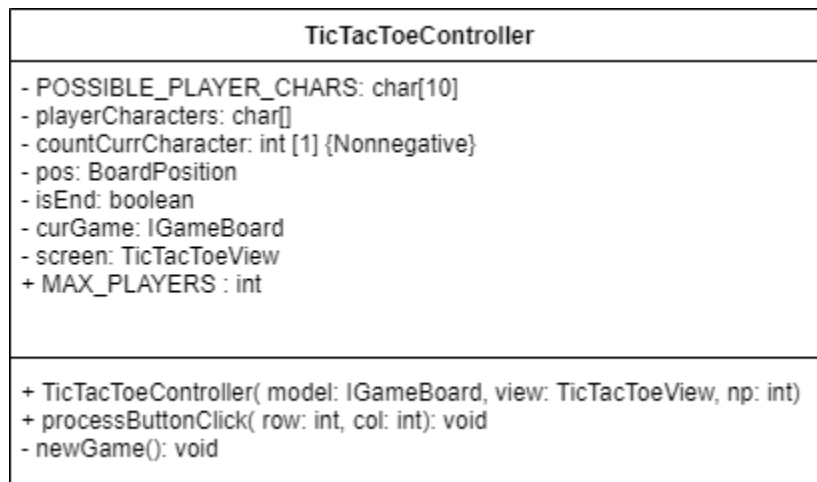 TicTacToeController
- POSSIBLE_PLAYER_CHARS: char[10]
- playerCharacters: char[]
- countCurrCharacter: int [1] {Nonnegative}
- pos: BoardPosition
- isEnd: boolean
- curGame: IGameBoard
- screen: TicTacToeView
+ MAX_PLAYERS : int
+ TicTacToeController( model: IGameBoard, view: TicTacToeView, np: int)
+ processButtonClick( row: int, col: int): void
- newGame(): void